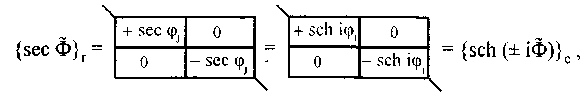 {sec Φ̃}ᵣ = + sec φⱼ 0 = + sch iφⱼ 0 = {sch (± iΦ̃)}꜀ ,
0 − sec φⱼ 0 − sch iφⱼ